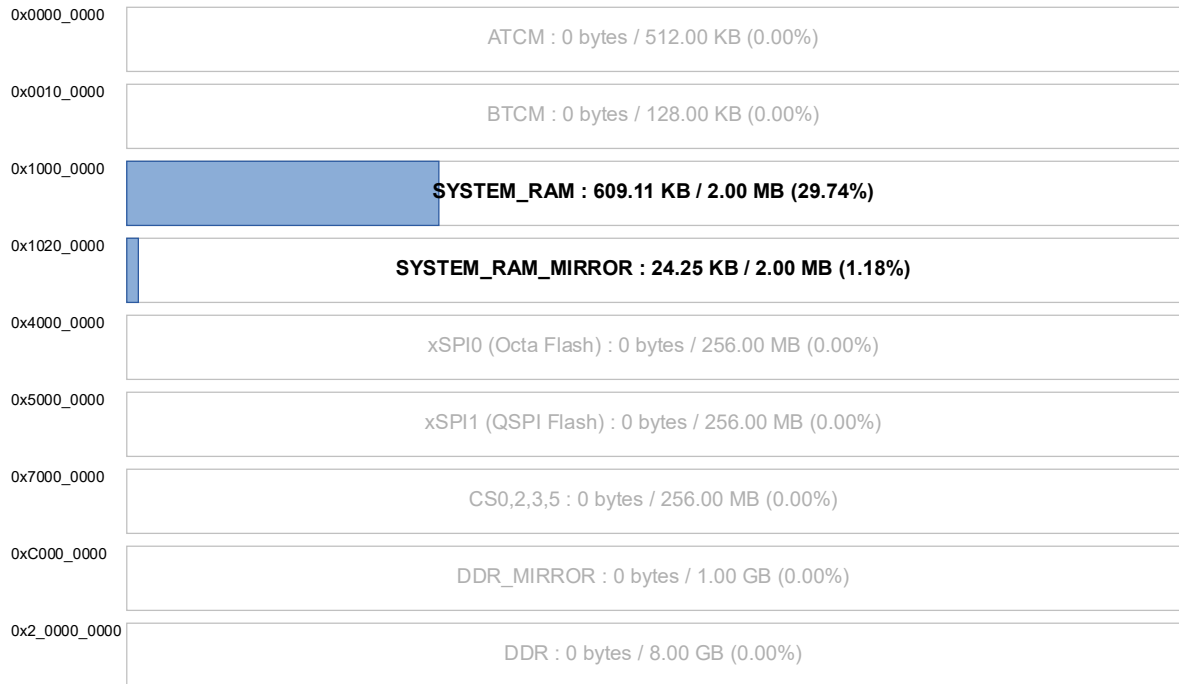 0x0000_0000
ATCM : 0 bytes / 512.00 KB (0.00%)
0x0010_0000
BTCM : 0 bytes / 128.00 KB (0.00%)
0x1000_0000
SYSTEM_RAM : 609.11 KB / 2.00 MB (29.74%)
0x1020_0000
SYSTEM_RAM_MIRROR : 24.25 KB / 2.00 MB (1.18%)
0x4000_0000
xSPI0 (Octa Flash) : 0 bytes / 256.00 MB (0.00%)
0x5000_0000
xSPI1 (QSPI Flash) : 0 bytes / 256.00 MB (0.00%)
0x7000_0000
CS0,2,3,5 : 0 bytes / 256.00 MB (0.00%)
0xC000_0000
DDR_MIRROR : 0 bytes / 1.00 GB (0.00%)
0x2_0000_0000
DDR : 0 bytes / 8.00 GB (0.00%)